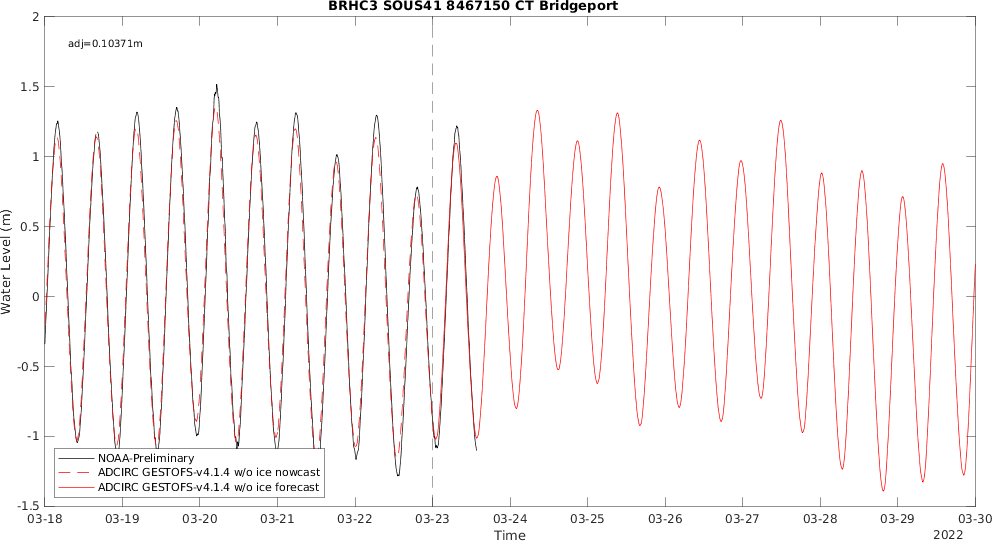 BRHC3 SOUS41 8467150 CT Bridgeport
adj=0.10371m
2
1.5
1
0.5
0
-0.5
-1
-1.5
Water Level (m)
NOAA-Preliminary
ADCIRC GESTOFS-v4.1.4 w/o ice nowcast
ADCIRC GESTOFS-v4.1.4 w/o ice forecast
03-18 03-19 03-20 03-21 03-22 03-23 03-24 03-25 03-26 03-27 03-28 03-29 03-30
Time
2022